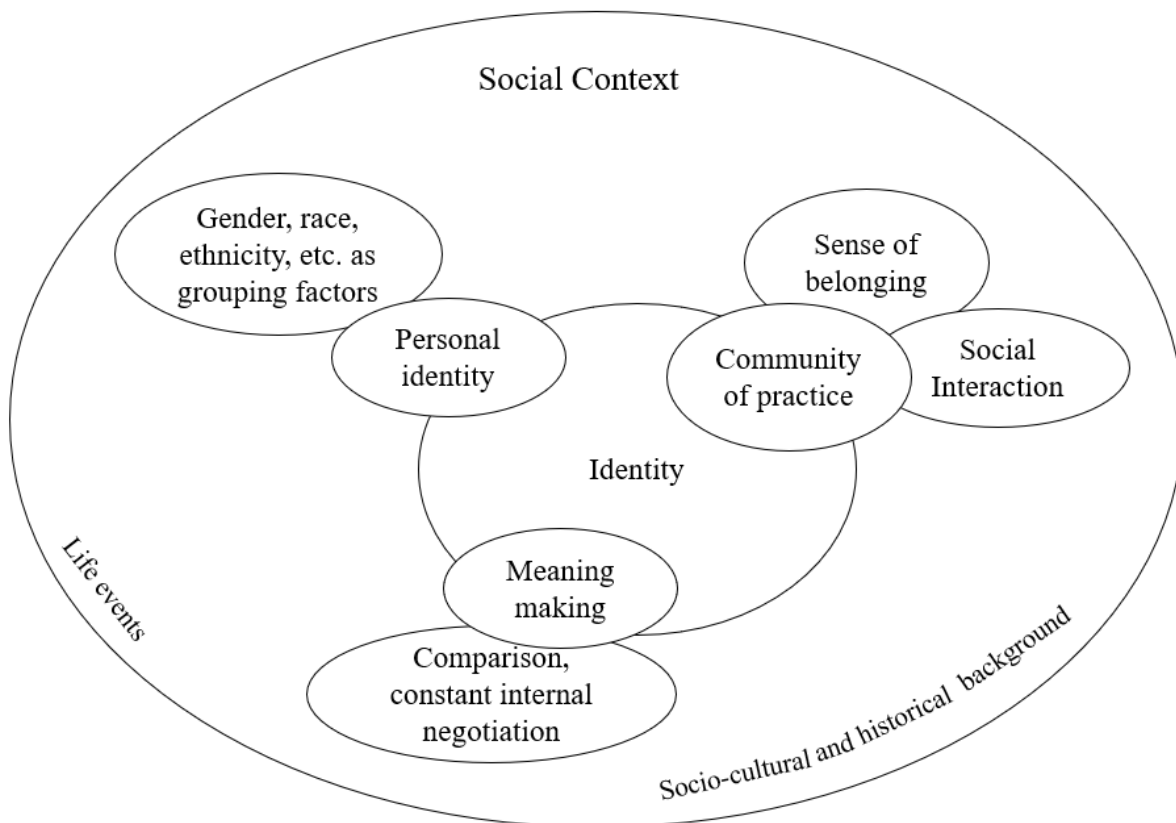 Social Context
Gender, race,
ethnicity, etc. as
grouping factors
Personal
identity
Sense of
belonging
Community
of practice
Social
Interaction
Identity
Meaning
making
Comparison,
constant internal
negotiation
Life events
Socio-cultural and historical background